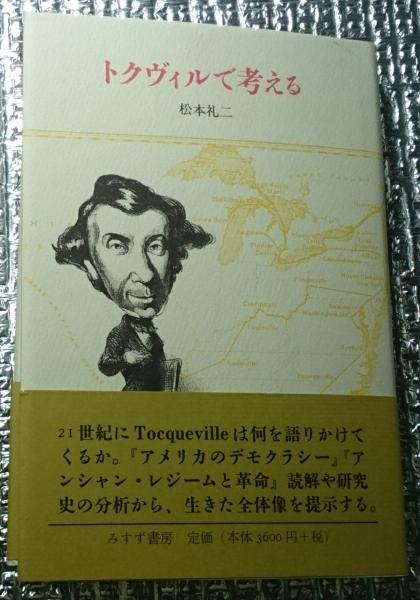 トクヴィルで考える
松本礼二
21世紀にTocquevilleは何を語りかけて
くるか。『アメリカのデモクラシー』『ア
ンシャン・レジームと革命』読解や研究
史の分析から、生きた全体像を提示する。
みすず書房 定価（本体3600円+税）